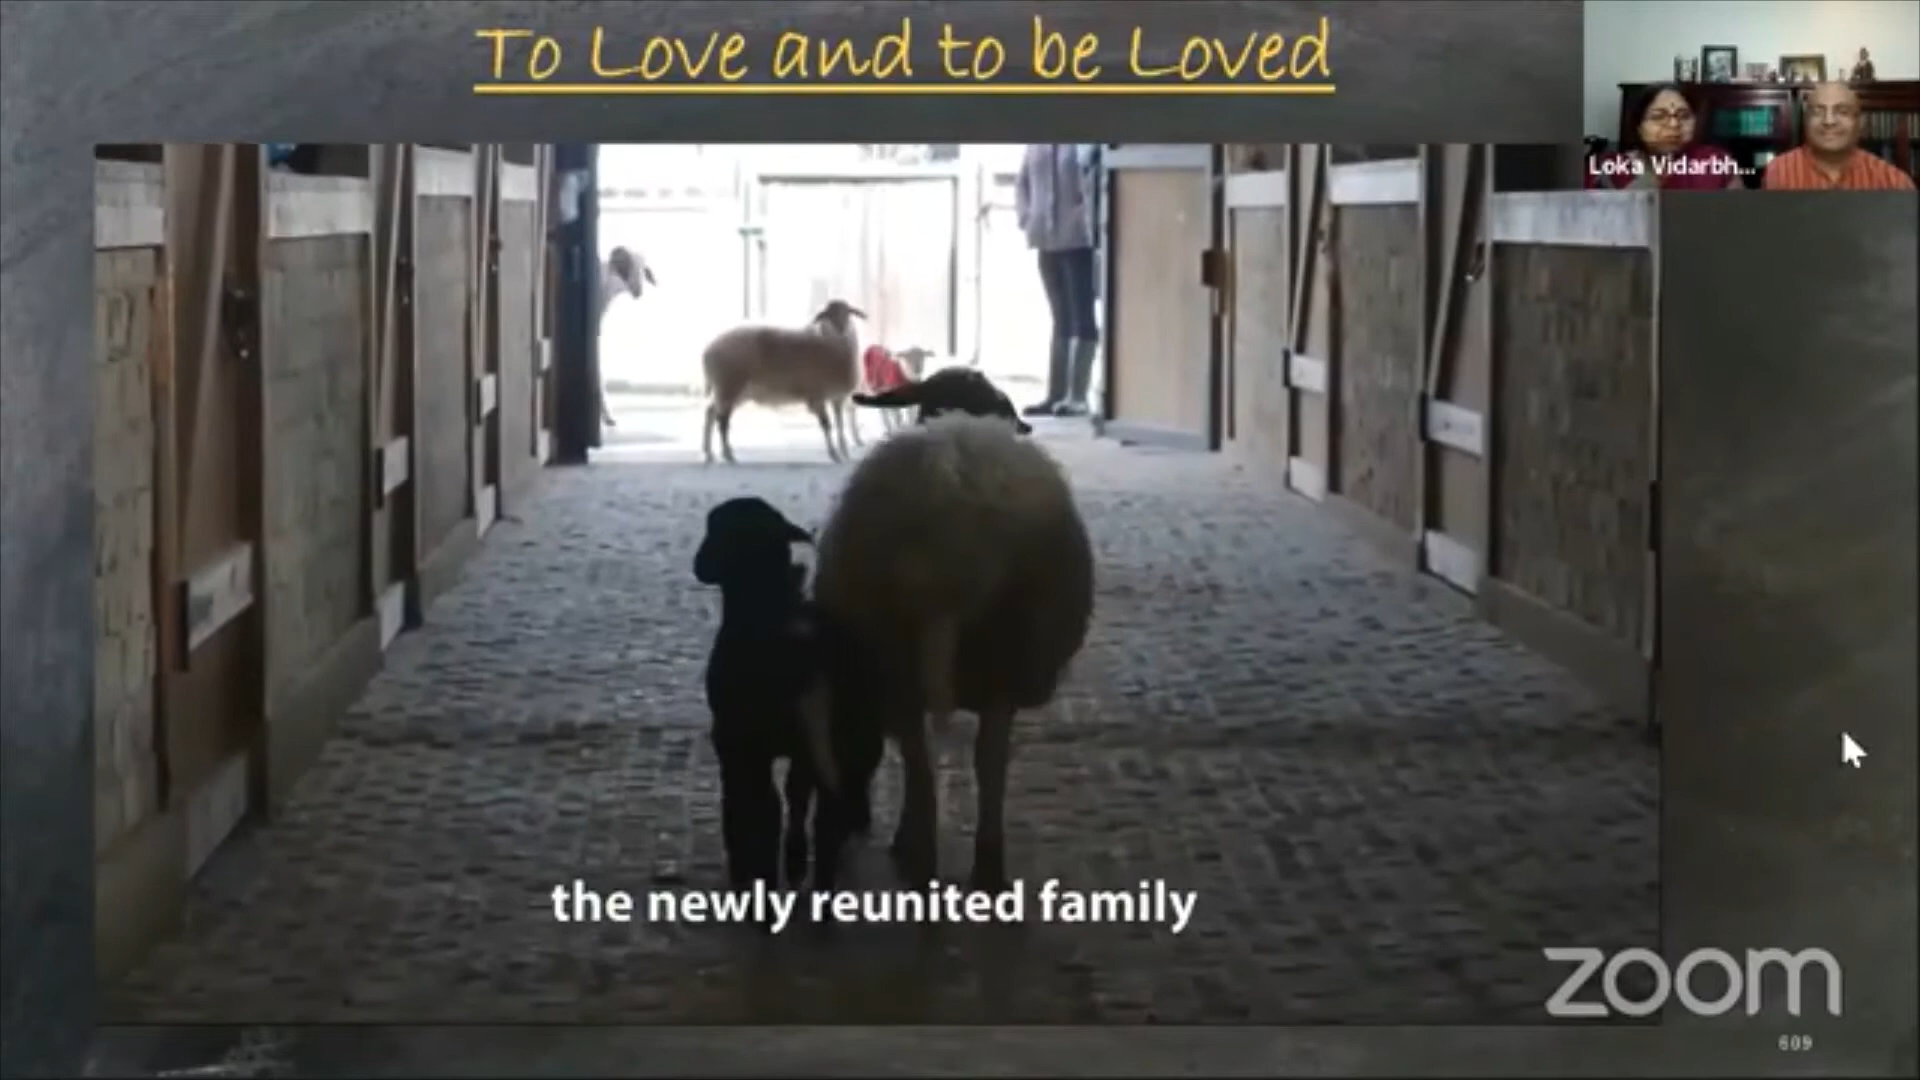 To Love and to be Loved
Loka Vidarbh...
the newly reunited family
zoom
609